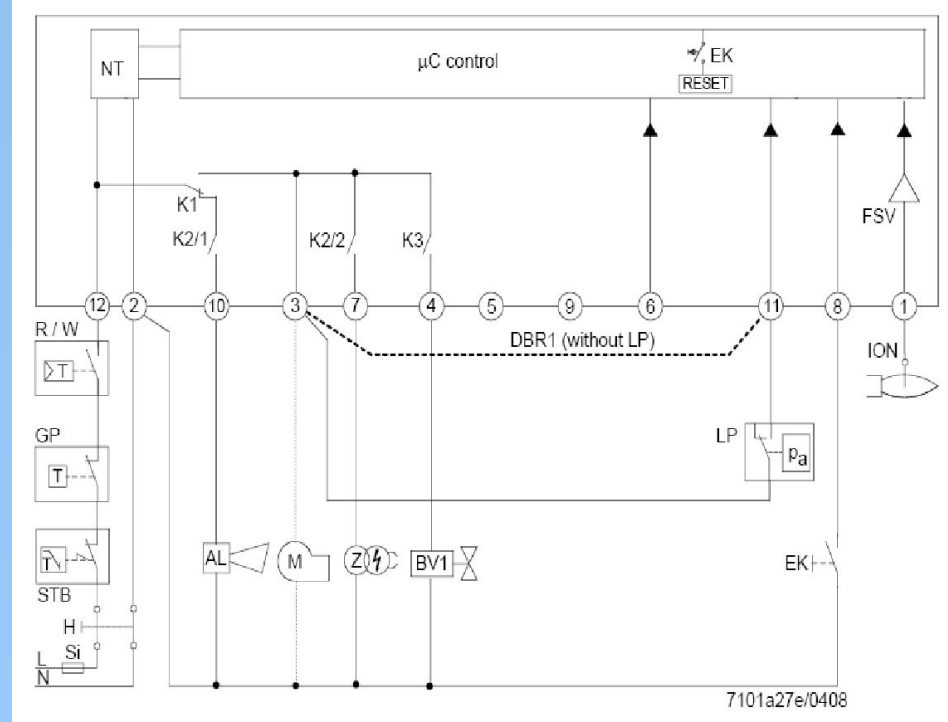 NT
µC control
EK
RESET
K1
K2/1
K2/2
K3
FSV
12
2
10
3
7
4
5
9
6
11
8
1
R / W
DBR1 (without LP)
ION
T
GP
LP
T
pa
T
AL
M
Z
BV1
EK
STB
H
Si
L
N
7101a27e/0408